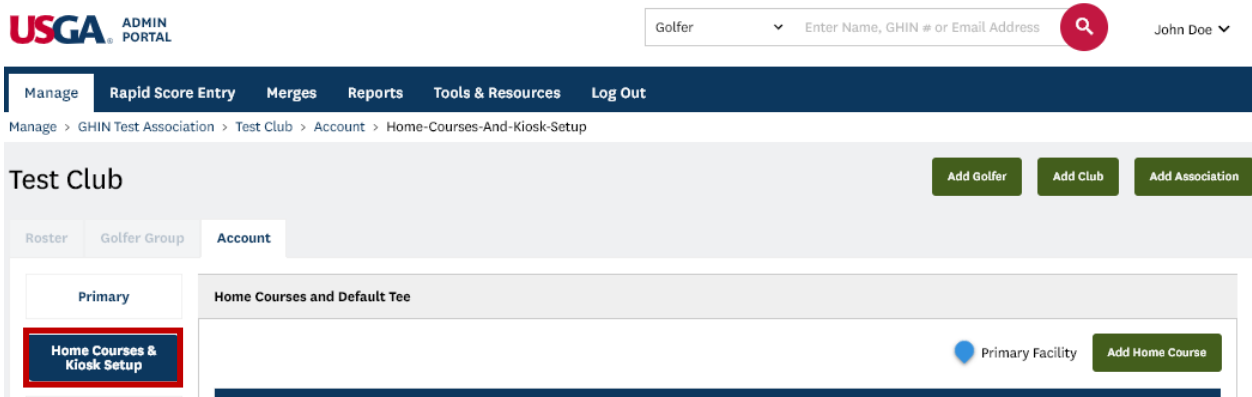 USGA® ADMIN PORTAL
Golfer
Enter Name, GHIN # or Email Address
John Doe
Manage Rapid Score Entry Merges Reports Tools & Resources Log Out
Manage > GHIN Test Association > Test Club > Account > Home-Courses-And-Kiosk-Setup
Test Club
Add Golfer
Add Club
Add Association
Roster Golfer Group Account
Primary
Home Courses and Default Tee
Home Courses &
Kiosk Setup
Primary Facility
Add Home Course